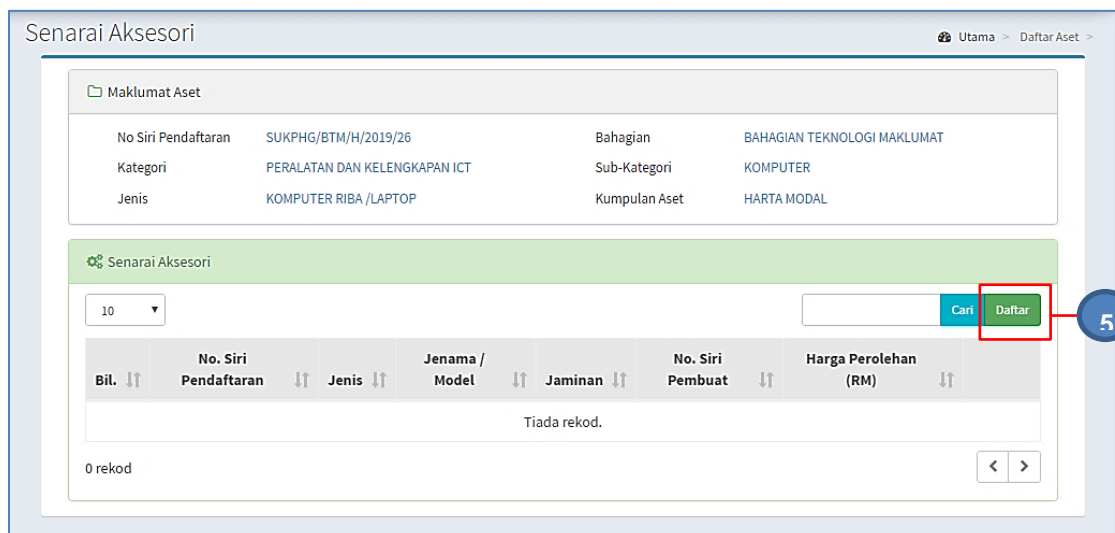 Senarai Aksesori
Utama > Daftar Aset >
Maklumat Aset
No Siri Pendaftaran SUKPHG/BTM/H/2019/26 Bahagian BAHAGIAN TEKNOLOGI MAKLUMAT
Kategori PERALATAN DAN KELENGKAPAN ICT Sub-Kategori KOMPUTER
Jenis KOMPUTER RIBA /LAPTOP Kumpulan Aset HARTA MODAL
Senarai Aksesori
10 Cari Daftar
5
Bil. No. Siri Pendaftaran Jenis Jenama / Model Jaminan No. Siri Pembuat Harga Perolehan (RM)
Tiada rekod.
0 rekod < >